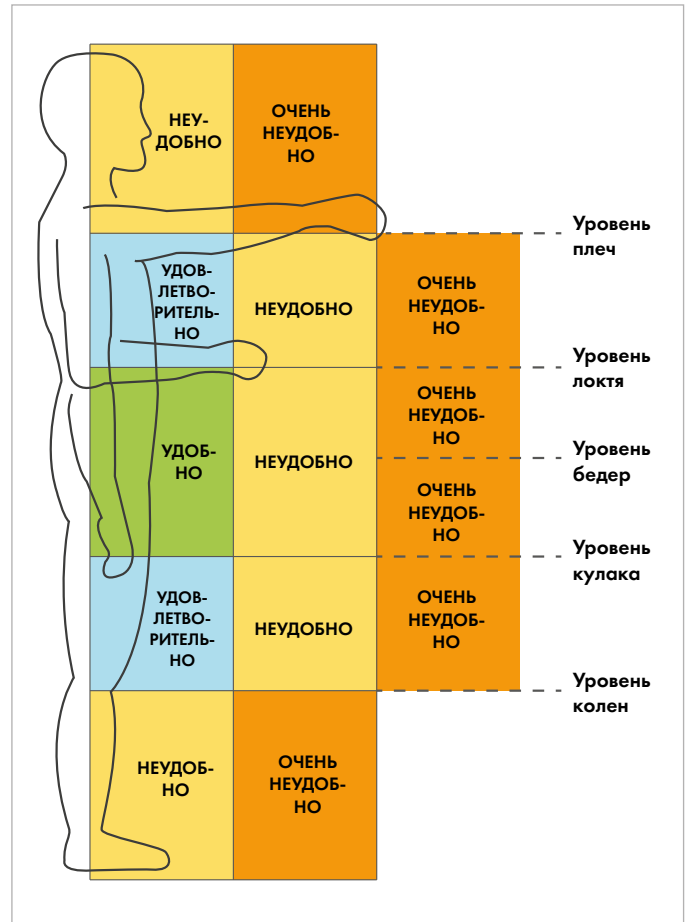 НЕУ-
ДОБНО
ОЧЕНЬ
НЕУДОБ-
НО
Уровень
плеч
УДОВ-
ЛЕТВО-
РИТЕЛЬ-
НО
НЕУДОБНО
ОЧЕНЬ
НЕУДОБ-
НО
Уровень
локтя
УДОБ-
НО
НЕУДОБНО
ОЧЕНЬ
НЕУДОБ-
НО
Уровень
бедер
ОЧЕНЬ
НЕУДОБ-
НО
Уровень
кулака
УДОВ-
ЛЕТВО-
РИТЕЛЬ-
НО
НЕУДОБНО
ОЧЕНЬ
НЕУДОБ-
НО
Уровень
колен
НЕУДОБ-
НО
ОЧЕНЬ
НЕУДОБ-
НО